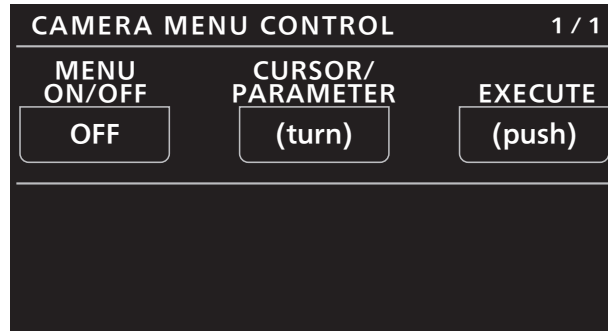 CAMERA MENU CONTROL 1 / 1
MENU
ON/OFF
OFF
CURSOR/
PARAMETER
(turn)
EXECUTE
(push)